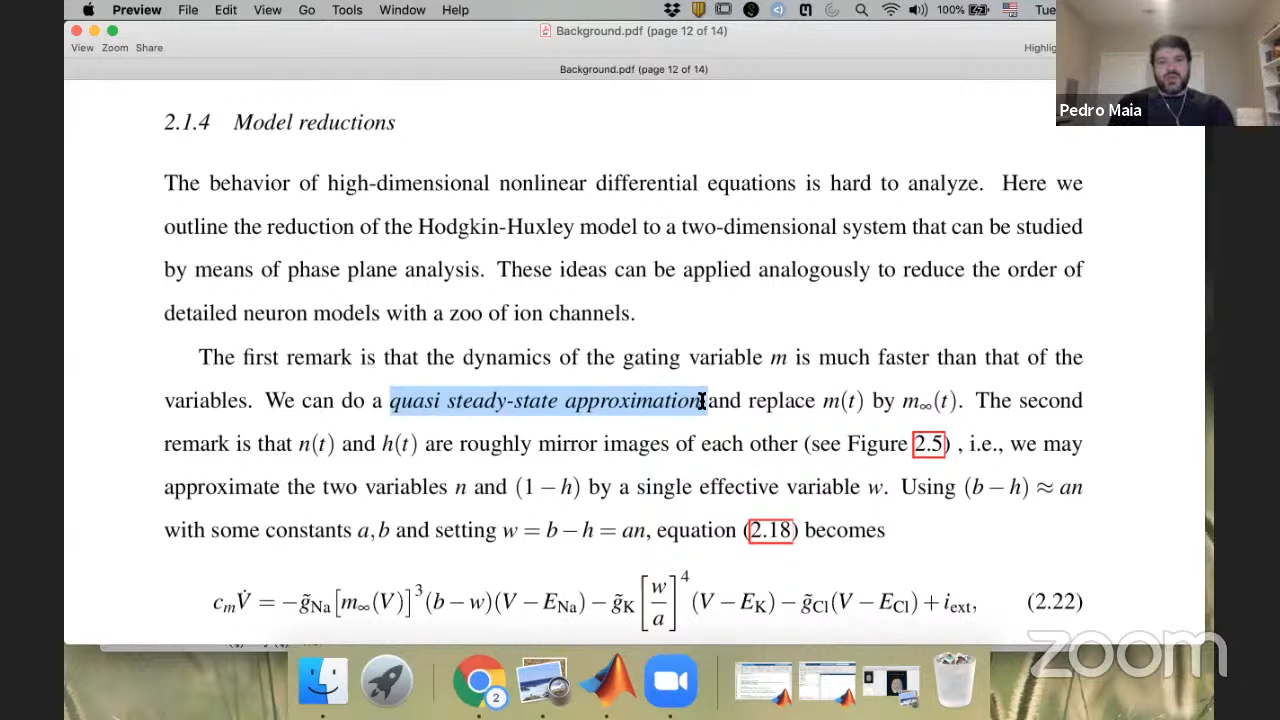 Preview File Edit View Go Tools Window Help 100% Tue
Background.pdf (page 12 of 14)
View Zoom Share
Background.pdf (page 12 of 14)
Pedro Maia
2.1.4 Model reductions
The behavior of high-dimensional nonlinear differential equations is hard to analyze. Here we
outline the reduction of the Hodgkin-Huxley model to a two-dimensional system that can be studied
by means of phase plane analysis. These ideas can be applied analogously to reduce the order of
detailed neuron models with a zoo of ion channels.
The first remark is that the dynamics of the gating variable m is much faster than that of the
variables. We can do a quasi steady-state approximation and replace m(t) by m∞(t). The second
remark is that n(t) and h(t) are roughly mirror images of each other (see Figure 2.5) , i.e., we may
approximate the two variables n and (1 − h) by a single effective variable w. Using (b − h) ≈ an
with some constants a, b and setting w = b − h = an, equation (2.18) becomes
c_m V̇ = −g̃_Na [m∞(V)]^3 (b − w)(V − E_Na) − g̃_K [w/a]^4 (V − E_K) − g̃_Cl (V − E_Cl) + i_ext, (2.22)
2
zoom